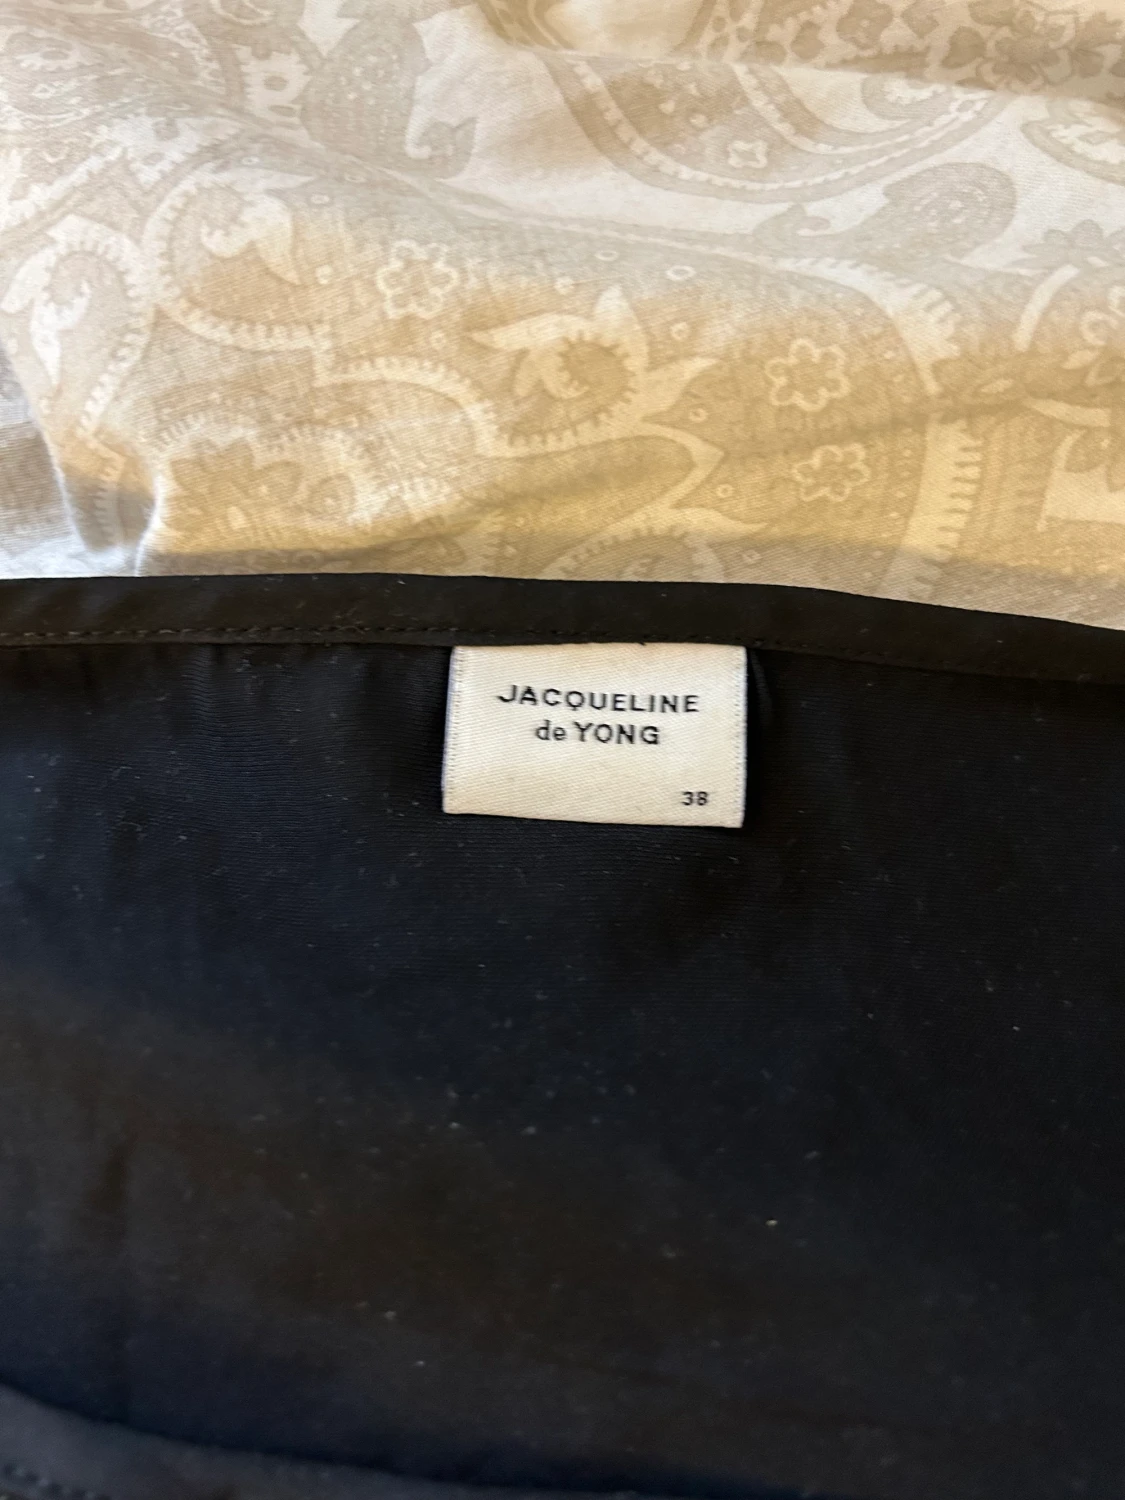 JACQUELINE
de YONG
38